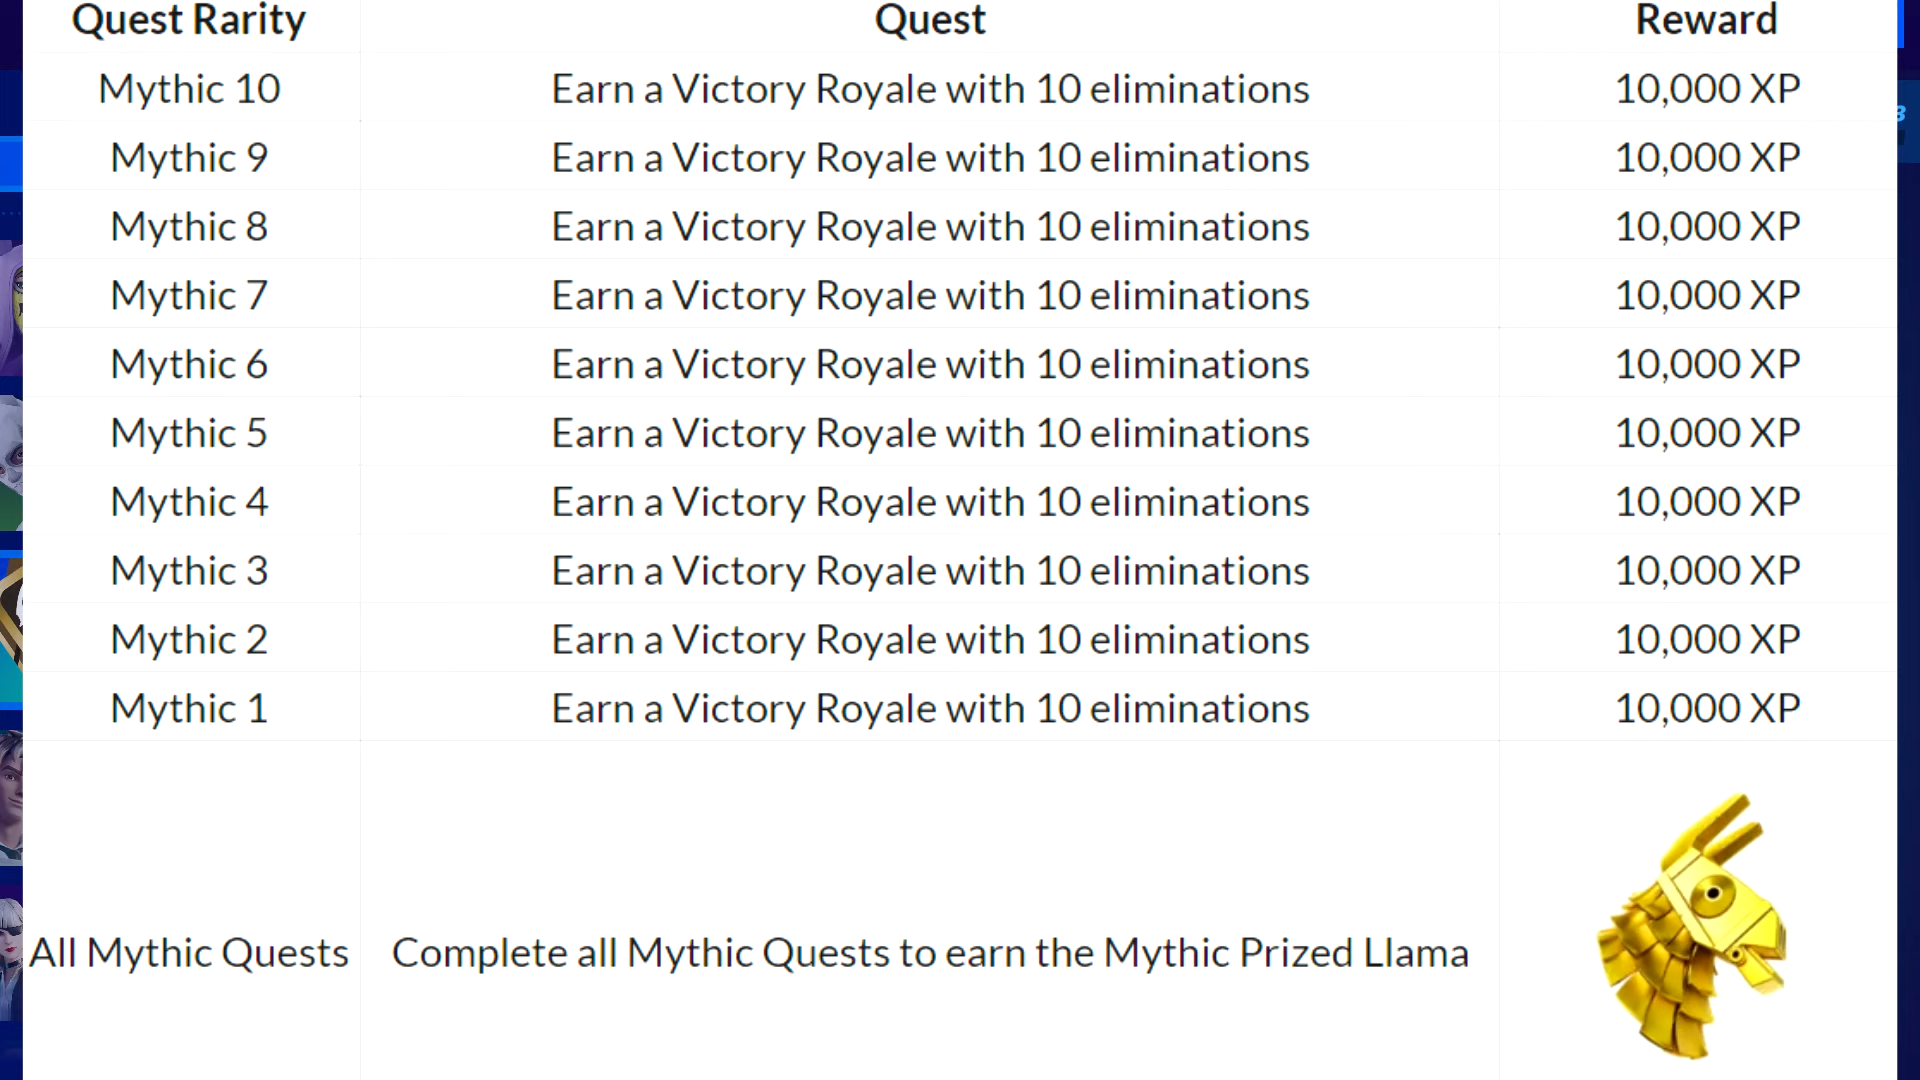 Quest Rarity Quest Reward
Mythic 10 Earn a Victory Royale with 10 eliminations 10,000 XP
Mythic 9 Earn a Victory Royale with 10 eliminations 10,000 XP
Mythic 8 Earn a Victory Royale with 10 eliminations 10,000 XP
Mythic 7 Earn a Victory Royale with 10 eliminations 10,000 XP
Mythic 6 Earn a Victory Royale with 10 eliminations 10,000 XP
Mythic 5 Earn a Victory Royale with 10 eliminations 10,000 XP
Mythic 4 Earn a Victory Royale with 10 eliminations 10,000 XP
Mythic 3 Earn a Victory Royale with 10 eliminations 10,000 XP
Mythic 2 Earn a Victory Royale with 10 eliminations 10,000 XP
Mythic 1 Earn a Victory Royale with 10 eliminations 10,000 XP
All Mythic Quests Complete all Mythic Quests to earn the Mythic Prized Llama